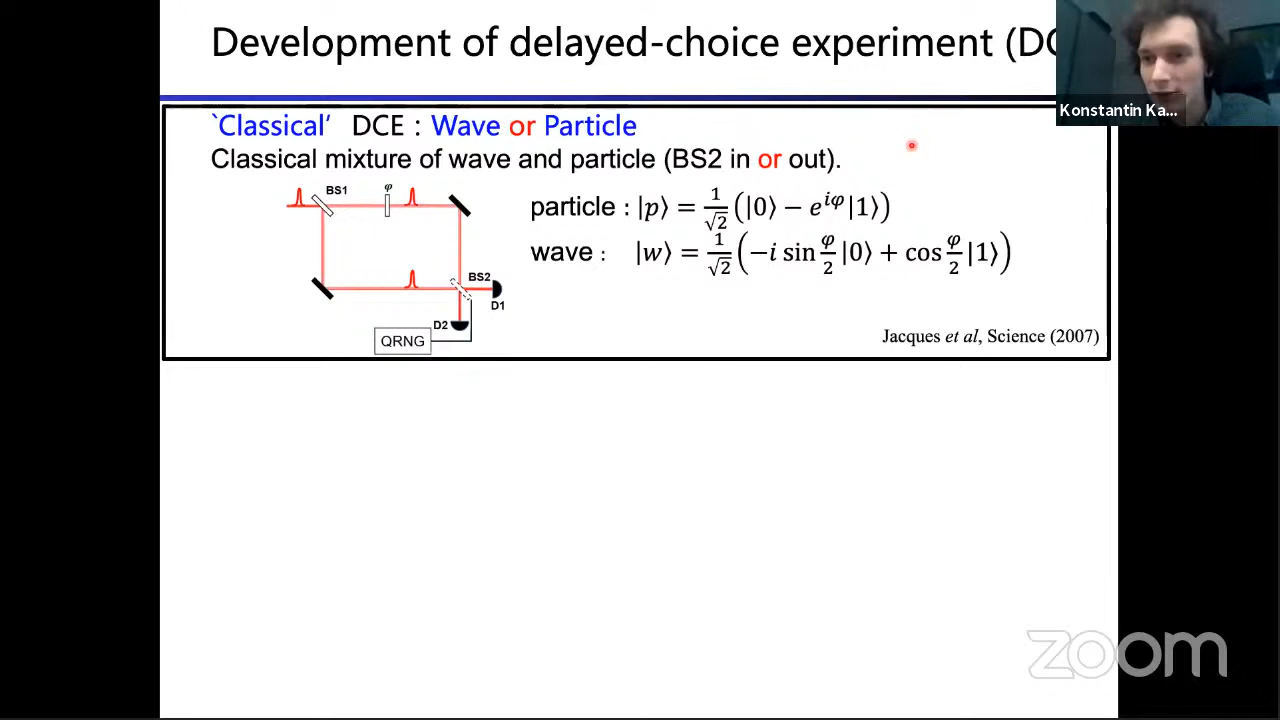 Development of delayed-choice experiment (DC
Konstantin Ka...
`Classical' DCE : Wave or Particle
Classical mixture of wave and particle (BS2 in or out).
BS1
φ
particle : |p⟩ = 1/√2 (|0⟩ − e^{iφ}|1⟩)
wave : |w⟩ = 1/√2 (−i sin φ/2 |0⟩ + cos φ/2 |1⟩)
BS2
D1
D2
QRNG
Jacques et al, Science (2007)
zoom